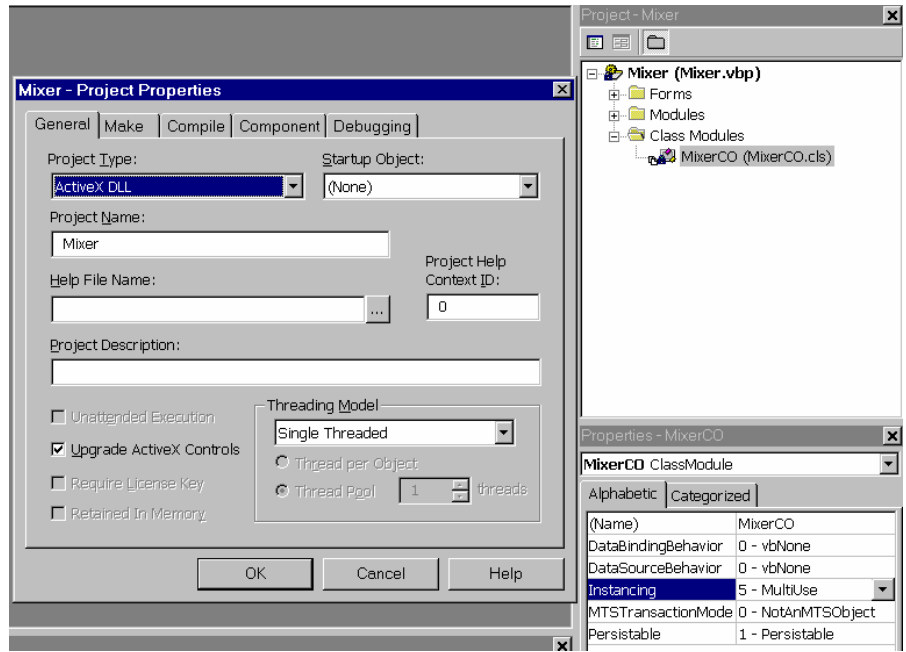 Project - Mixer
Mixer (Mixer.vbp)
Forms
Modules
Class Modules
MixerCO (MixerCO.cls)
Mixer - Project Properties
General Make Compile Component Debugging
Project Type: Startup Object:
ActiveX DLL (None)
Project Name:
Mixer
Project Help
Help File Name: Context ID:
... 0
Project Description:
Threading Model
Unattended Execution
Single Threaded
Upgrade ActiveX Controls
Thread per Object
Require License Key
Thread Pool 1 threads
Retained In Memory
OK Cancel Help
Properties - MixerCO
MixerCO ClassModule
Alphabetic Categorized
(Name) MixerCO
DataBindingBehavior 0 - vbNone
DataSourceBehavior 0 - vbNone
Instancing 5 - MultiUse
MTSTransactionMode 0 - NotAnMTSObject
Persistable 1 - Persistable